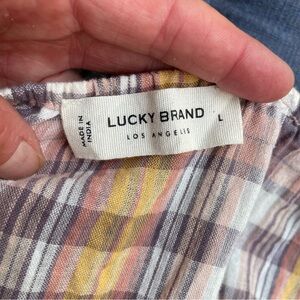 MADE IN
INDIA
LUCKY BRAND
LOS ANGELES
L